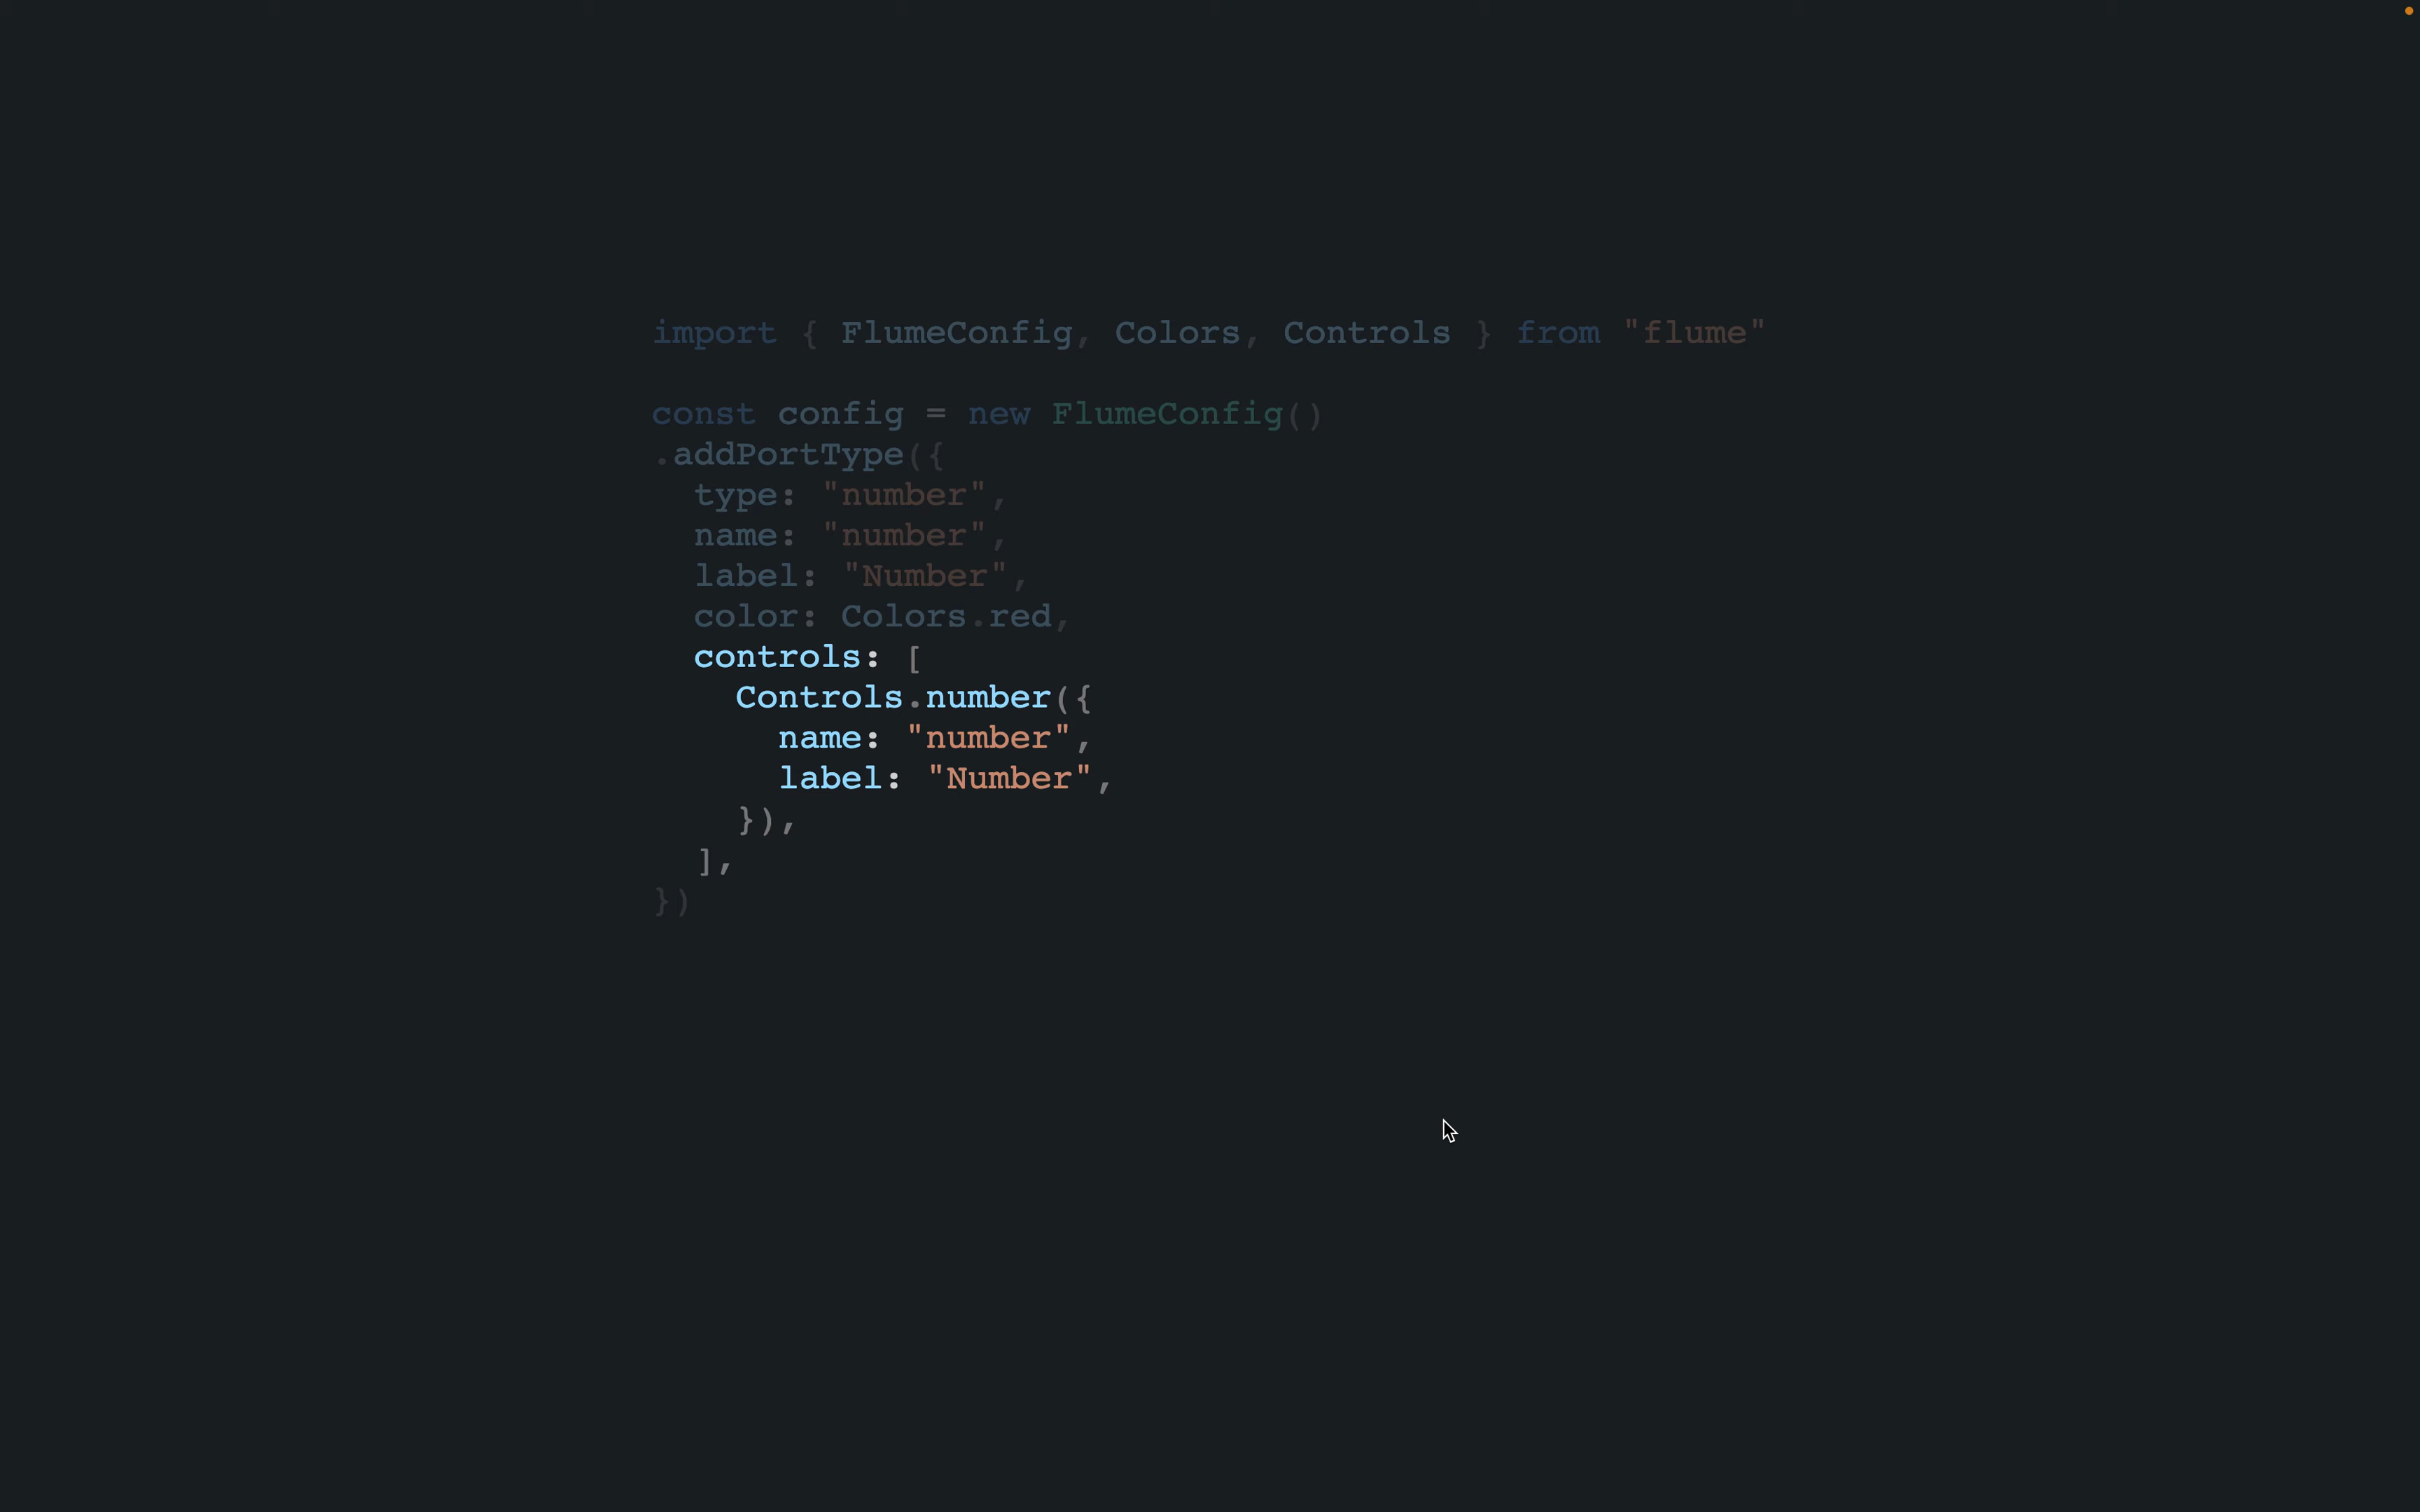 import { FlumeConfig, Colors, Controls } from "flume"

const config = new FlumeConfig()
.addPortType({
  type: "number",
  name: "number",
  label: "Number",
  color: Colors.red,
  controls: [
    Controls.number({
      name: "number",
      label: "Number",
    }),
  ],
})